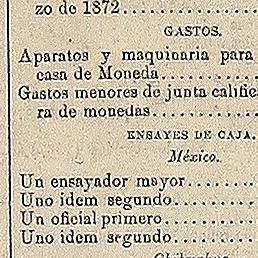 zo de 1872........
GASTOS.
Aparatos y maquinaria para
casa de Moneda........
Gastos menores de junta califica
ra de monedas........
ENSAYES DE CAJA.
México.
Un ensayador mayor.......
Uno idem segundo........
Un oficial primero........
Uno idem segundo........